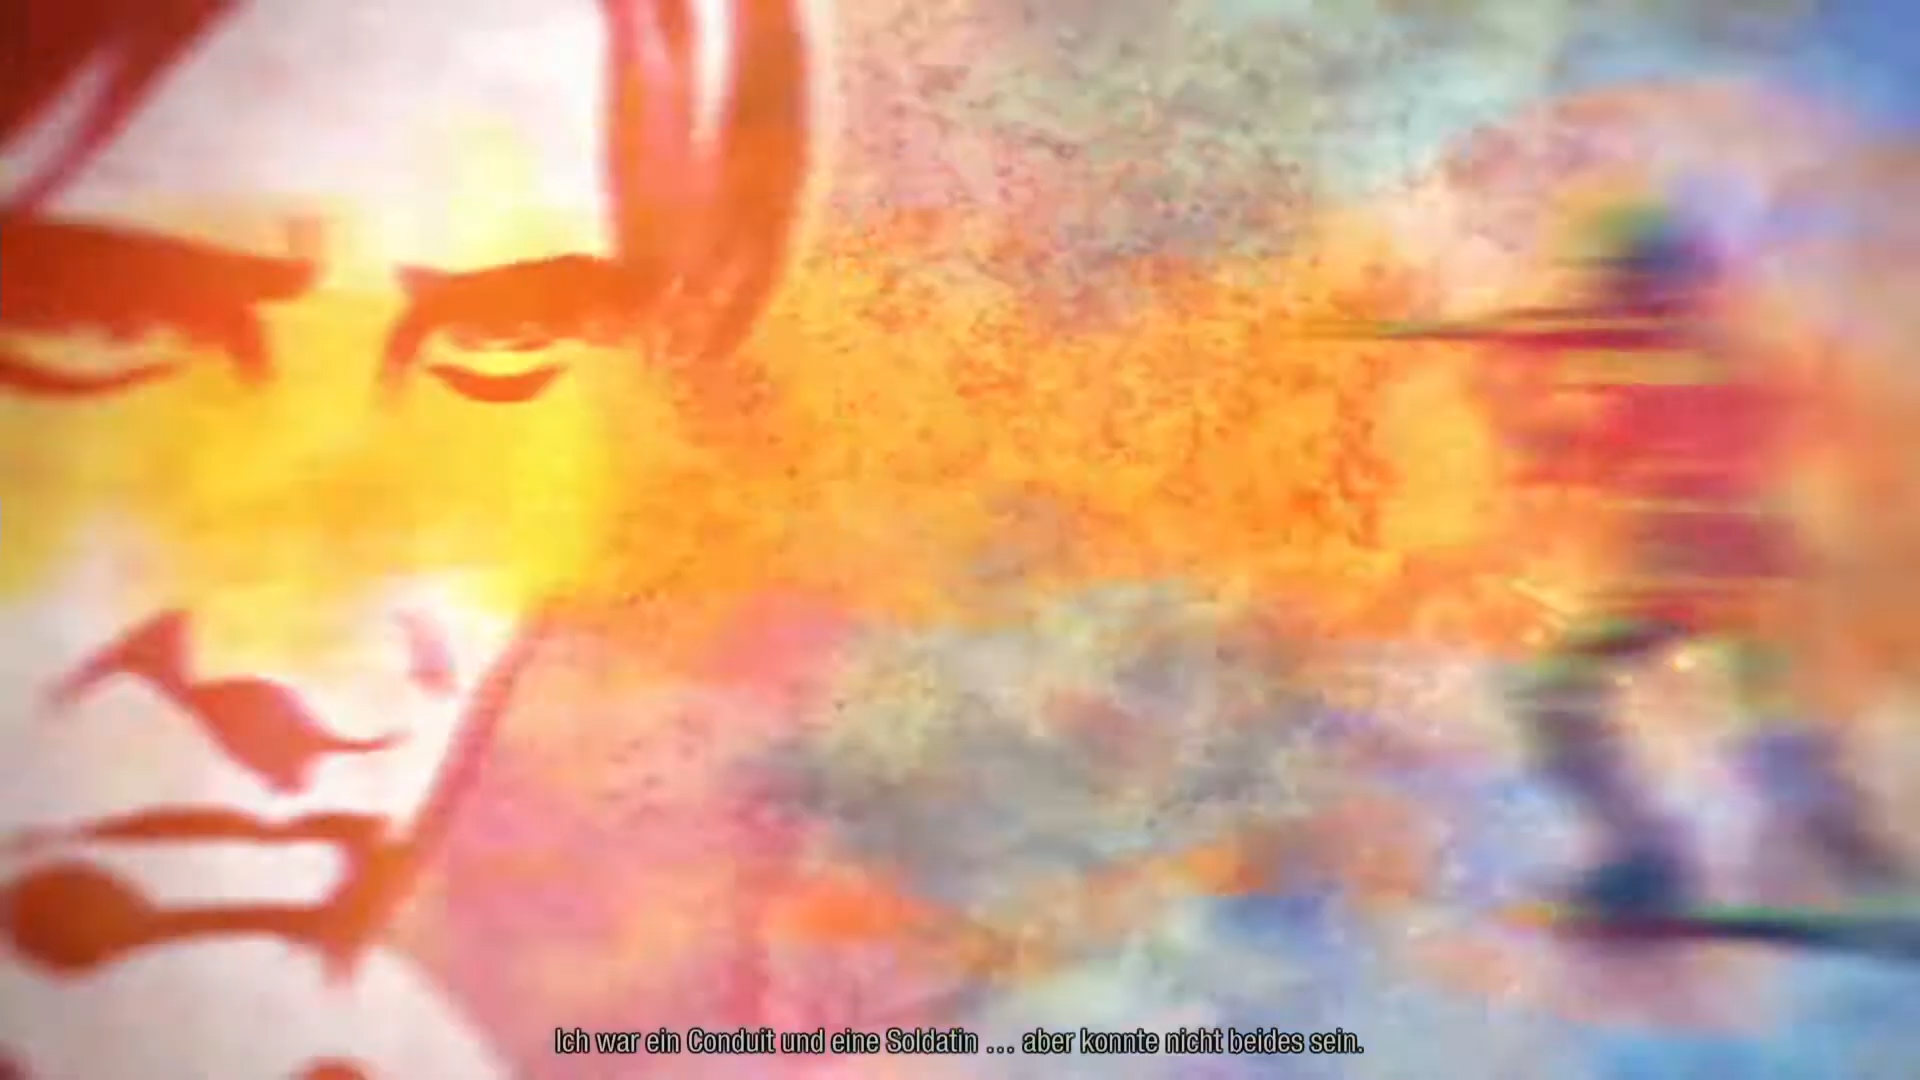 Ich war ein Conduit und eine Soldatin … aber konnte nicht beides sein.